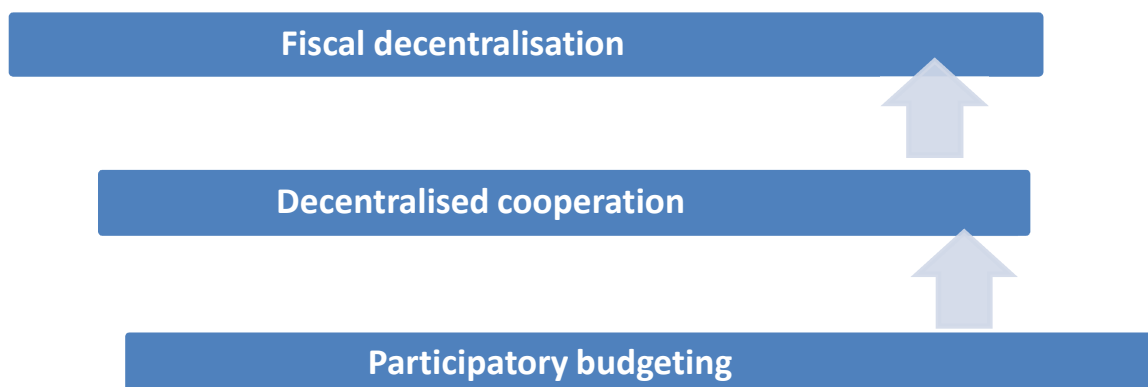 Fiscal decentralisation
Decentralised cooperation
Participatory budgeting